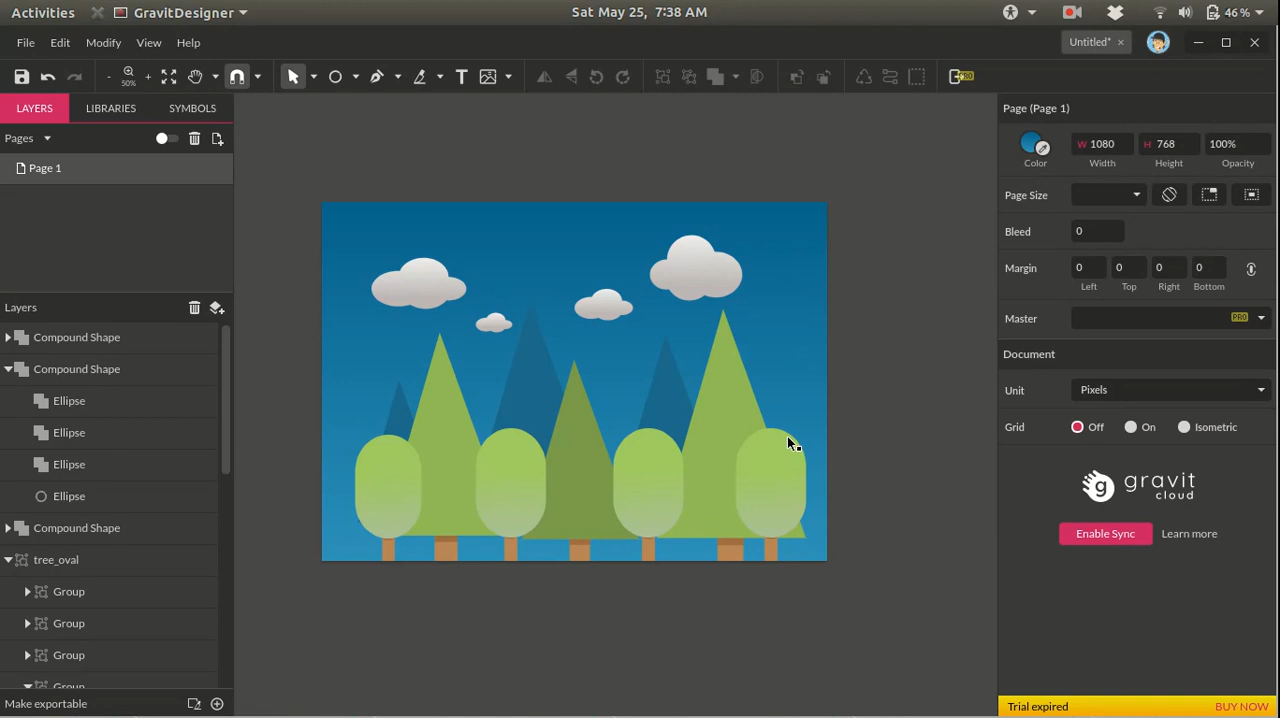 Activities GravitDesigner Sat May 25, 7:38 AM 46%
File Edit Modify View Help Untitled*
- 50% + T PRO
LAYERS LIBRARIES SYMBOLS Page (Page 1)
Pages
Page 1
W 1080 H 768 100%
Color Width Height Opacity
Page Size
Bleed 0
Margin 0 0 0 0
Left Top Right Bottom
Layers
Master PRO
Compound Shape
Document
Compound Shape
Unit Pixels
Ellipse
Grid Off On Isometric
Ellipse
Ellipse
g gravit cloud
Ellipse
Compound Shape
Enable Sync Learn more
tree_oval
Group
Group
Group
Group
Make exportable
Trial expired BUY NOW